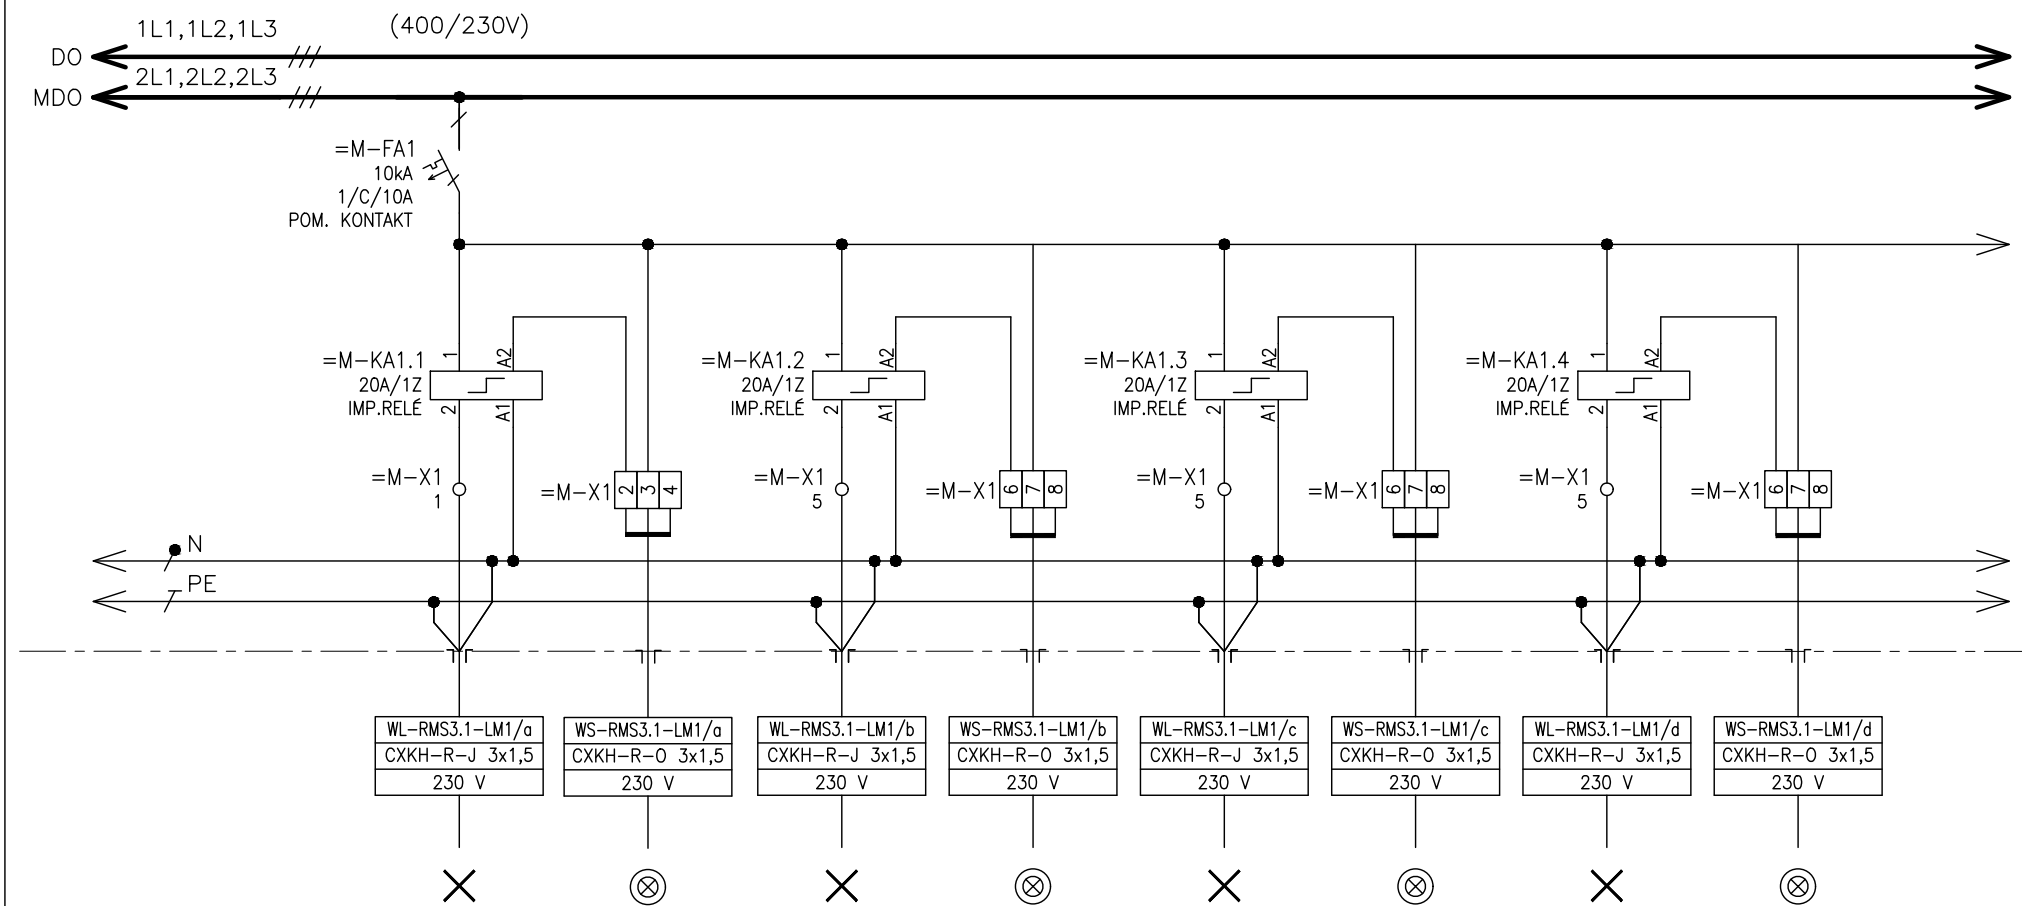 1L1,1L2,1L3 (400/230V)
DO
2L1,2L2,2L3
MDO
=M-FA1
10kA
1/C/10A
POM. KONTAKT
=M-KA1.1
20A/1Z
IMP.RELÉ
1
A2
2
A1
=M-KA1.2
20A/1Z
IMP.RELÉ
1
A2
2
A1
=M-KA1.3
20A/1Z
IMP.RELÉ
1
A2
2
A1
=M-KA1.4
20A/1Z
IMP.RELÉ
1
A2
2
A1
=M-X1
1
=M-X1 2 3 4
=M-X1
5
=M-X1 6 7 8
=M-X1
5
=M-X1 6 7 8
=M-X1
5
=M-X1 6 7 8
N
PE
WL-RMS3.1-LM1/a
CXKH-R-J 3x1,5
230 V
WS-RMS3.1-LM1/a
CXKH-R-O 3x1,5
230 V
WL-RMS3.1-LM1/b
CXKH-R-J 3x1,5
230 V
WS-RMS3.1-LM1/b
CXKH-R-O 3x1,5
230 V
WL-RMS3.1-LM1/c
CXKH-R-J 3x1,5
230 V
WS-RMS3.1-LM1/c
CXKH-R-O 3x1,5
230 V
WL-RMS3.1-LM1/d
CXKH-R-J 3x1,5
230 V
WS-RMS3.1-LM1/d
CXKH-R-O 3x1,5
230 V